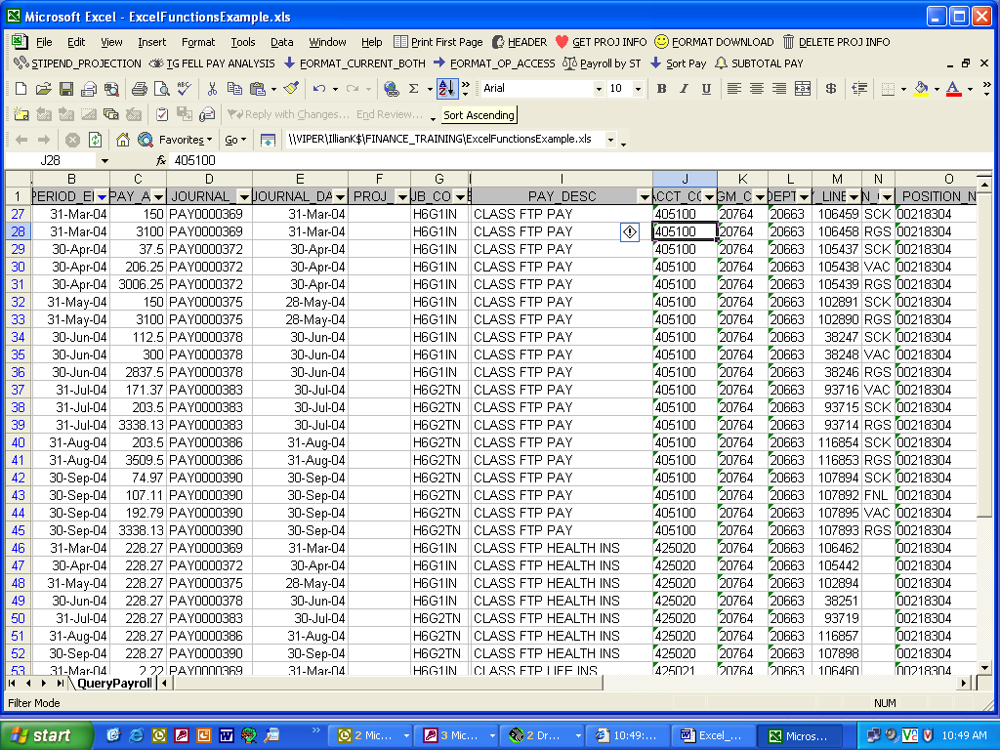 Microsoft Excel - ExcelFunctionsExample.xls
File Edit View Insert Format Tools Data Window Help Print First Page HEADER GET PROJ INFO FORMAT DOWNLOAD DELETE PROJ INFO
STIPEND_PROJECTION TG FELL PAY ANALYSIS FORMAT_CURRENT_BOTH FORMAT_OP_ACCESS Payroll by ST Sort Pay SUBTOTAL PAY
Arial 10 B I U $
Reply with Changes... End Review... Sort Ascending
Favorites Go \\VIPER\IllianK$\FINANCE_TRAINING\ExcelFunctionsExample.xls
J28 fx 405100
B C D E F G I J K L M N O
1 PERIOD_E PAY_A JOURNAL_ JOURNAL_DA PROJ_ UB_CO PAY_DESC ACCT_CO GM_C DEPT _LINE N_ POSITION_N
27 31-Mar-04 150 PAY0000369 31-Mar-04 H6G1IN CLASS FTP PAY 405100 20764 20663 106459 SCK 00218304
28 31-Mar-04 3100 PAY0000369 31-Mar-04 H6G1IN CLASS FTP PAY 405100 20764 20663 106458 RGS 00218304
29 30-Apr-04 37.5 PAY0000372 30-Apr-04 H6G1IN CLASS FTP PAY 405100 20764 20663 105437 SCK 00218304
30 30-Apr-04 206.25 PAY0000372 30-Apr-04 H6G1IN CLASS FTP PAY 405100 20764 20663 105438 VAC 00218304
31 30-Apr-04 3006.25 PAY0000372 30-Apr-04 H6G1IN CLASS FTP PAY 405100 20764 20663 105439 RGS 00218304
32 31-May-04 150 PAY0000375 28-May-04 H6G1IN CLASS FTP PAY 405100 20764 20663 102891 SCK 00218304
33 31-May-04 3100 PAY0000375 28-May-04 H6G1IN CLASS FTP PAY 405100 20764 20663 102890 RGS 00218304
34 30-Jun-04 112.5 PAY0000378 30-Jun-04 H6G1IN CLASS FTP PAY 405100 20764 20663 38247 SCK 00218304
35 30-Jun-04 300 PAY0000378 30-Jun-04 H6G1IN CLASS FTP PAY 405100 20764 20663 38248 VAC 00218304
36 30-Jun-04 2837.5 PAY0000378 30-Jun-04 H6G1IN CLASS FTP PAY 405100 20764 20663 38246 RGS 00218304
37 31-Jul-04 171.37 PAY0000383 30-Jul-04 H6G2TN CLASS FTP PAY 405100 20764 20663 93716 VAC 00218304
38 31-Jul-04 203.5 PAY0000383 30-Jul-04 H6G2TN CLASS FTP PAY 405100 20764 20663 93715 SCK 00218304
39 31-Jul-04 3338.13 PAY0000383 30-Jul-04 H6G2TN CLASS FTP PAY 405100 20764 20663 93714 RGS 00218304
40 31-Aug-04 203.5 PAY0000386 31-Aug-04 H6G2TN CLASS FTP PAY 405100 20764 20663 116854 SCK 00218304
41 31-Aug-04 3509.5 PAY0000386 31-Aug-04 H6G2TN CLASS FTP PAY 405100 20764 20663 116853 RGS 00218304
42 30-Sep-04 74.97 PAY0000390 30-Sep-04 H6G2TN CLASS FTP PAY 405100 20764 20663 107894 SCK 00218304
43 30-Sep-04 107.11 PAY0000390 30-Sep-04 H6G2TN CLASS FTP PAY 405100 20764 20663 107892 FNL 00218304
44 30-Sep-04 192.79 PAY0000390 30-Sep-04 H6G2TN CLASS FTP PAY 405100 20764 20663 107895 VAC 00218304
45 30-Sep-04 3338.13 PAY0000390 30-Sep-04 H6G2TN CLASS FTP PAY 405100 20764 20663 107893 RGS 00218304
46 31-Mar-04 228.27 PAY0000369 31-Mar-04 H6G1IN CLASS FTP HEALTH INS 425020 20764 20663 106462 00218304
47 30-Apr-04 228.27 PAY0000372 30-Apr-04 H6G1IN CLASS FTP HEALTH INS 425020 20764 20663 105442 00218304
48 31-May-04 228.27 PAY0000375 28-May-04 H6G1IN CLASS FTP HEALTH INS 425020 20764 20663 102894 00218304
49 30-Jun-04 228.27 PAY0000378 30-Jun-04 H6G1IN CLASS FTP HEALTH INS 425020 20764 20663 38251 00218304
50 31-Jul-04 228.27 PAY0000383 30-Jul-04 H6G2TN CLASS FTP HEALTH INS 425020 20764 20663 93719 00218304
51 31-Aug-04 228.27 PAY0000386 31-Aug-04 H6G2TN CLASS FTP HEALTH INS 425020 20764 20663 116857 00218304
52 30-Sep-04 228.27 PAY0000390 30-Sep-04 H6G2TN CLASS FTP HEALTH INS 425020 20764 20663 107898 00218304
53 31-Mar-04 2.22 PAY0000369 31-Mar-04 H6G1IN CLASS FTP LIFE INS 425021 20764 20663 106460 00218304
QueryPayroll
Filter Mode NUM
start 2 Mic... 3 Mic... 2 Dr... 10:49:... Excel_... Micros... 10:49 AM